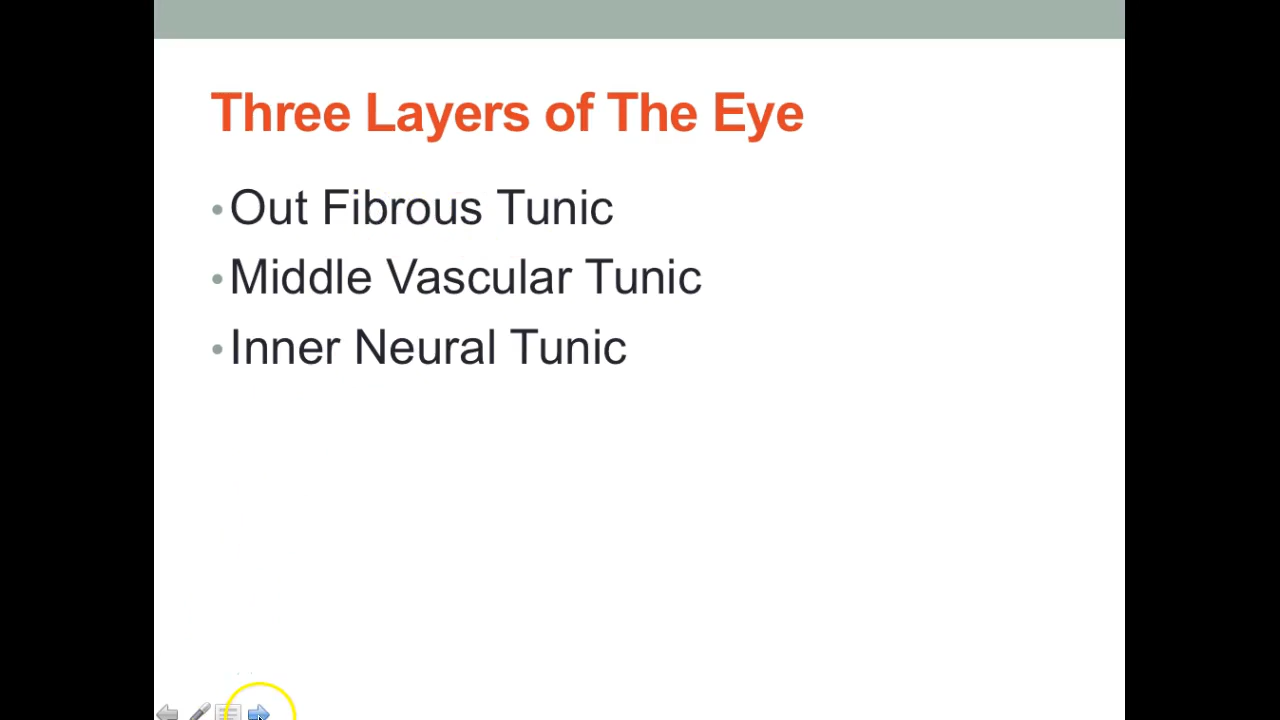 Three Layers of The Eye
•Out Fibrous Tunic
•Middle Vascular Tunic
•Inner Neural Tunic